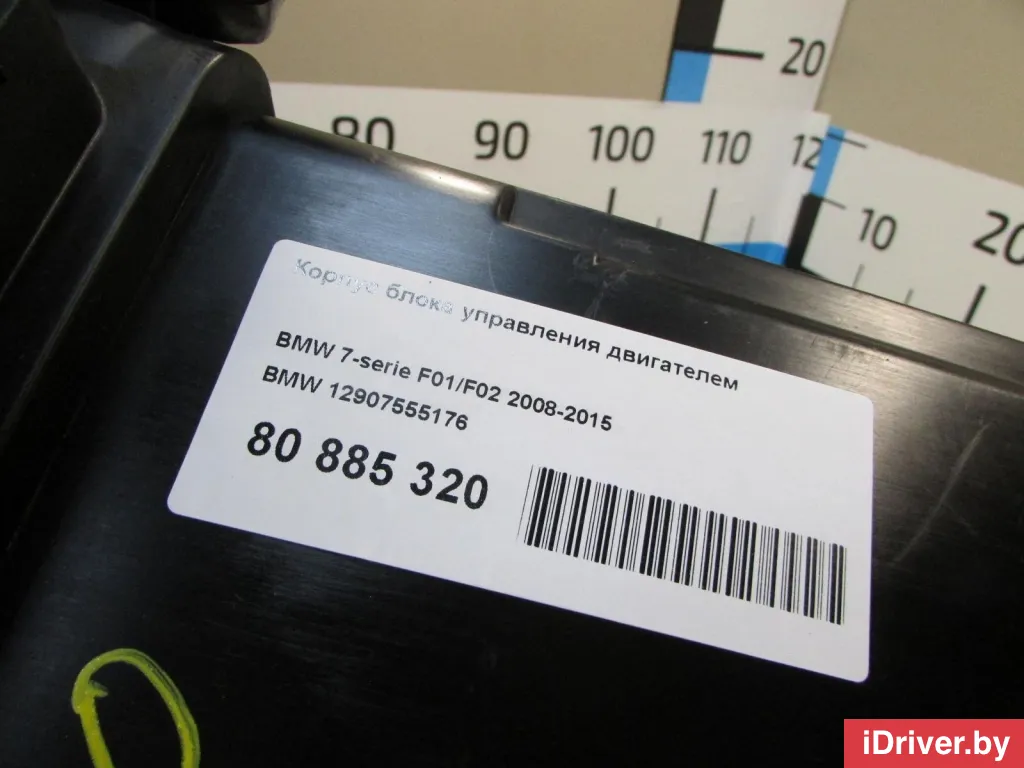 20
80 90 100 110 12
10 20
Корпус блока управления двигателем
BMW 7-serie F01/F02 2008-2015
BMW 12907555176
80 885 320
iDriver.by